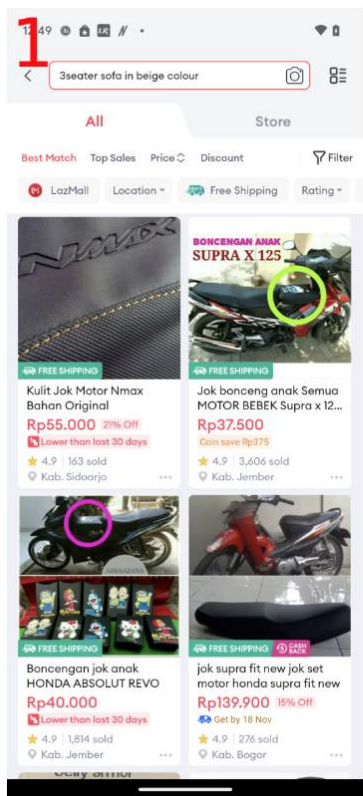 1
12:49
3seater sofa in beige colour
All
Store
Best Match Top Sales Price Discount Filter
LazMall Location Free Shipping Rating
NMAX
BONCENGAN ANAK
SUPRA X 125
FREE SHIPPING
Kulit Jok Motor Nmax
Bahan Original
Rp55.000 21% Off
Lower than last 30 days
4.9 163 sold
Kab. Sidoarjo
FREE SHIPPING
Jok bonceng anak Semua
MOTOR BEBEK Supra x 12...
Rp37.500
Coin save Rp375
4.9 3,606 sold
Kab. Jember
FREE SHIPPING
Boncengan jok anak
HONDA ABSOLUT REVO
Rp40.000
Lower than last 30 days
4.9 1,814 sold
Kab. Jember
FREE SHIPPING CASH BACK
jok supra fit new jok set
motor honda supra fit new
Rp139.900 15% Off
Get by 18 Nov
4.9 276 sold
Kab. Bogor